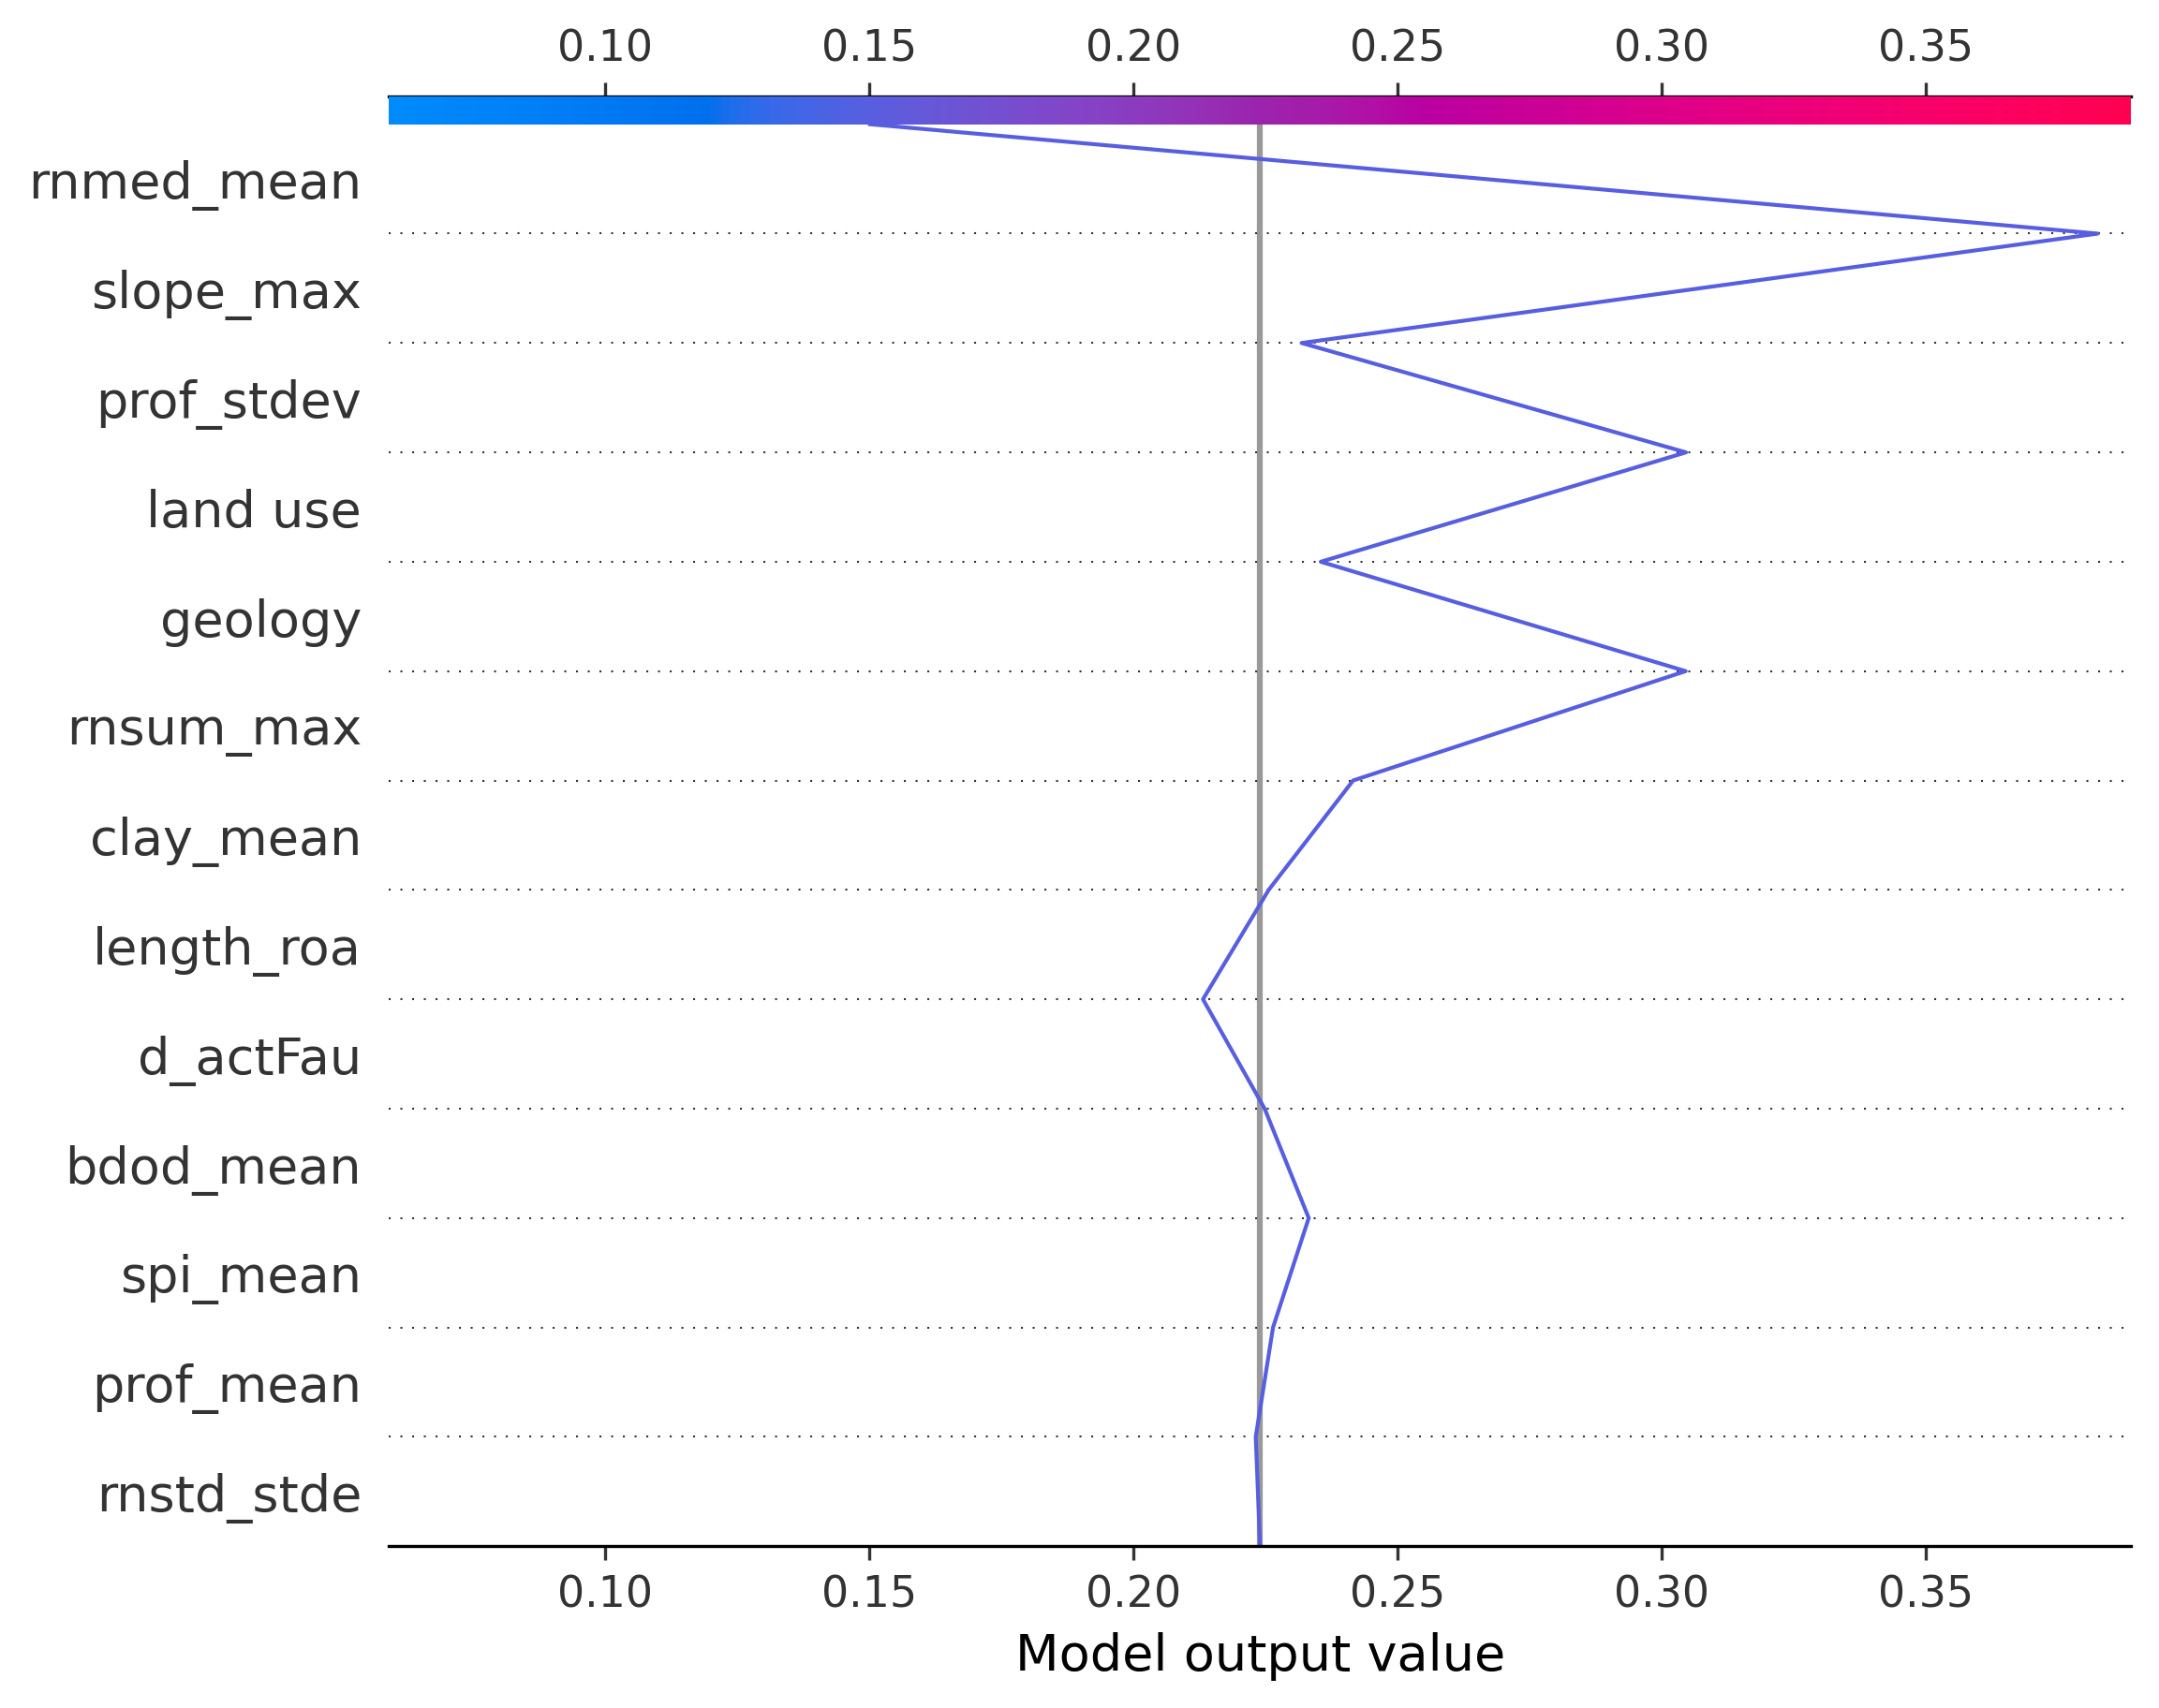 0.10 0.15 0.20 0.25 0.30 0.35
rnmed_mean
slope_max
prof_stdev
land use
geology
rnsum_max
clay_mean
length_roa
d_actFau
bdod_mean
spi_mean
prof_mean
rnstd_stde
0.10 0.15 0.20 0.25 0.30 0.35
Model output value